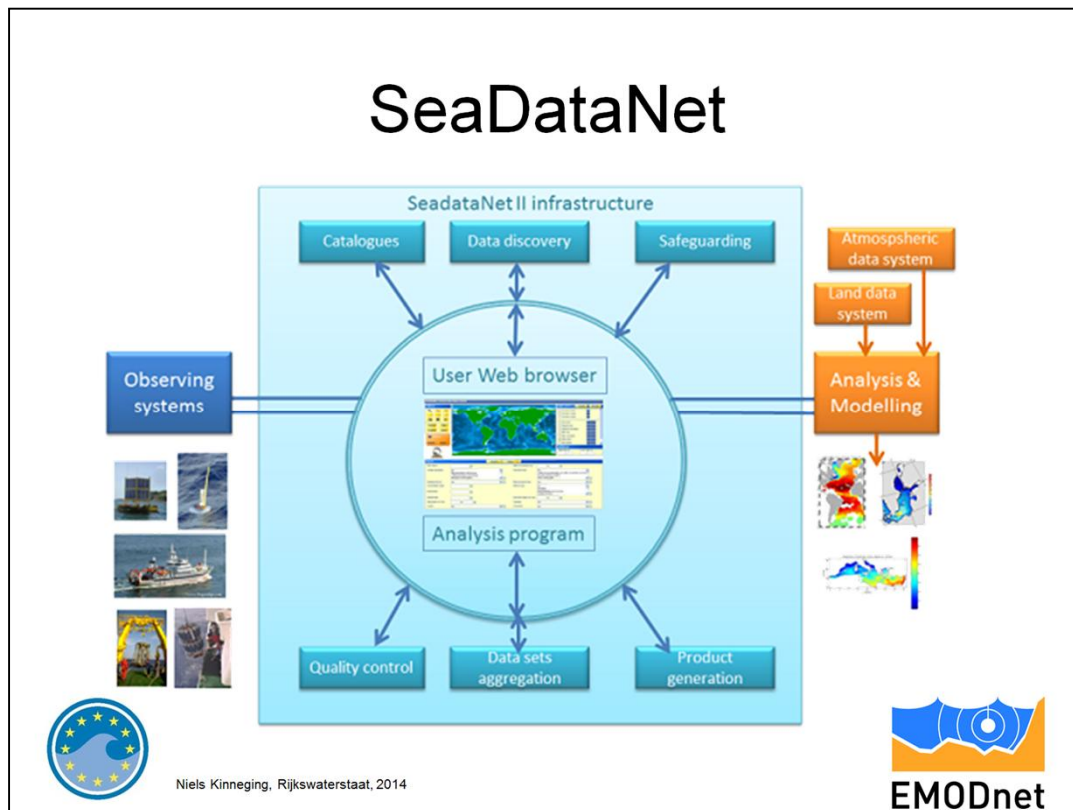 SeaDataNet
SeadataNet II infrastructure
Catalogues
Data discovery
Safeguarding
Atmospsheric
data system
Land data
system
Observing
systems
User Web browser
Analysis &
Modelling
Analysis program
Quality control
Data sets
aggregation
Product
generation
Niels Kinneging, Rijkswaterstaat, 2014
EMODnet